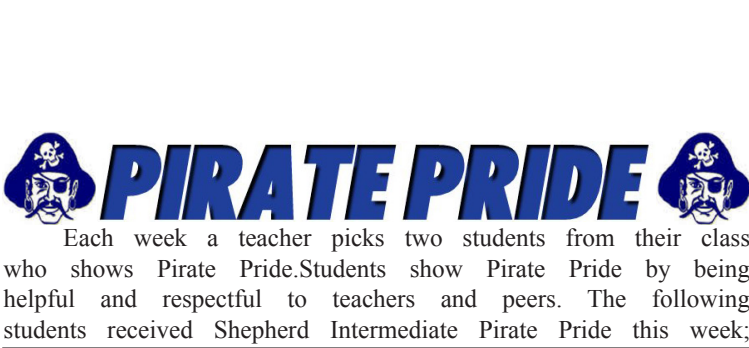 PIRATE PRIDE
Each week a teacher picks two students from their class
who shows Pirate Pride.Students show Pirate Pride by being
helpful and respectful to teachers and peers. The following
students received Shepherd Intermediate Pirate Pride this week;